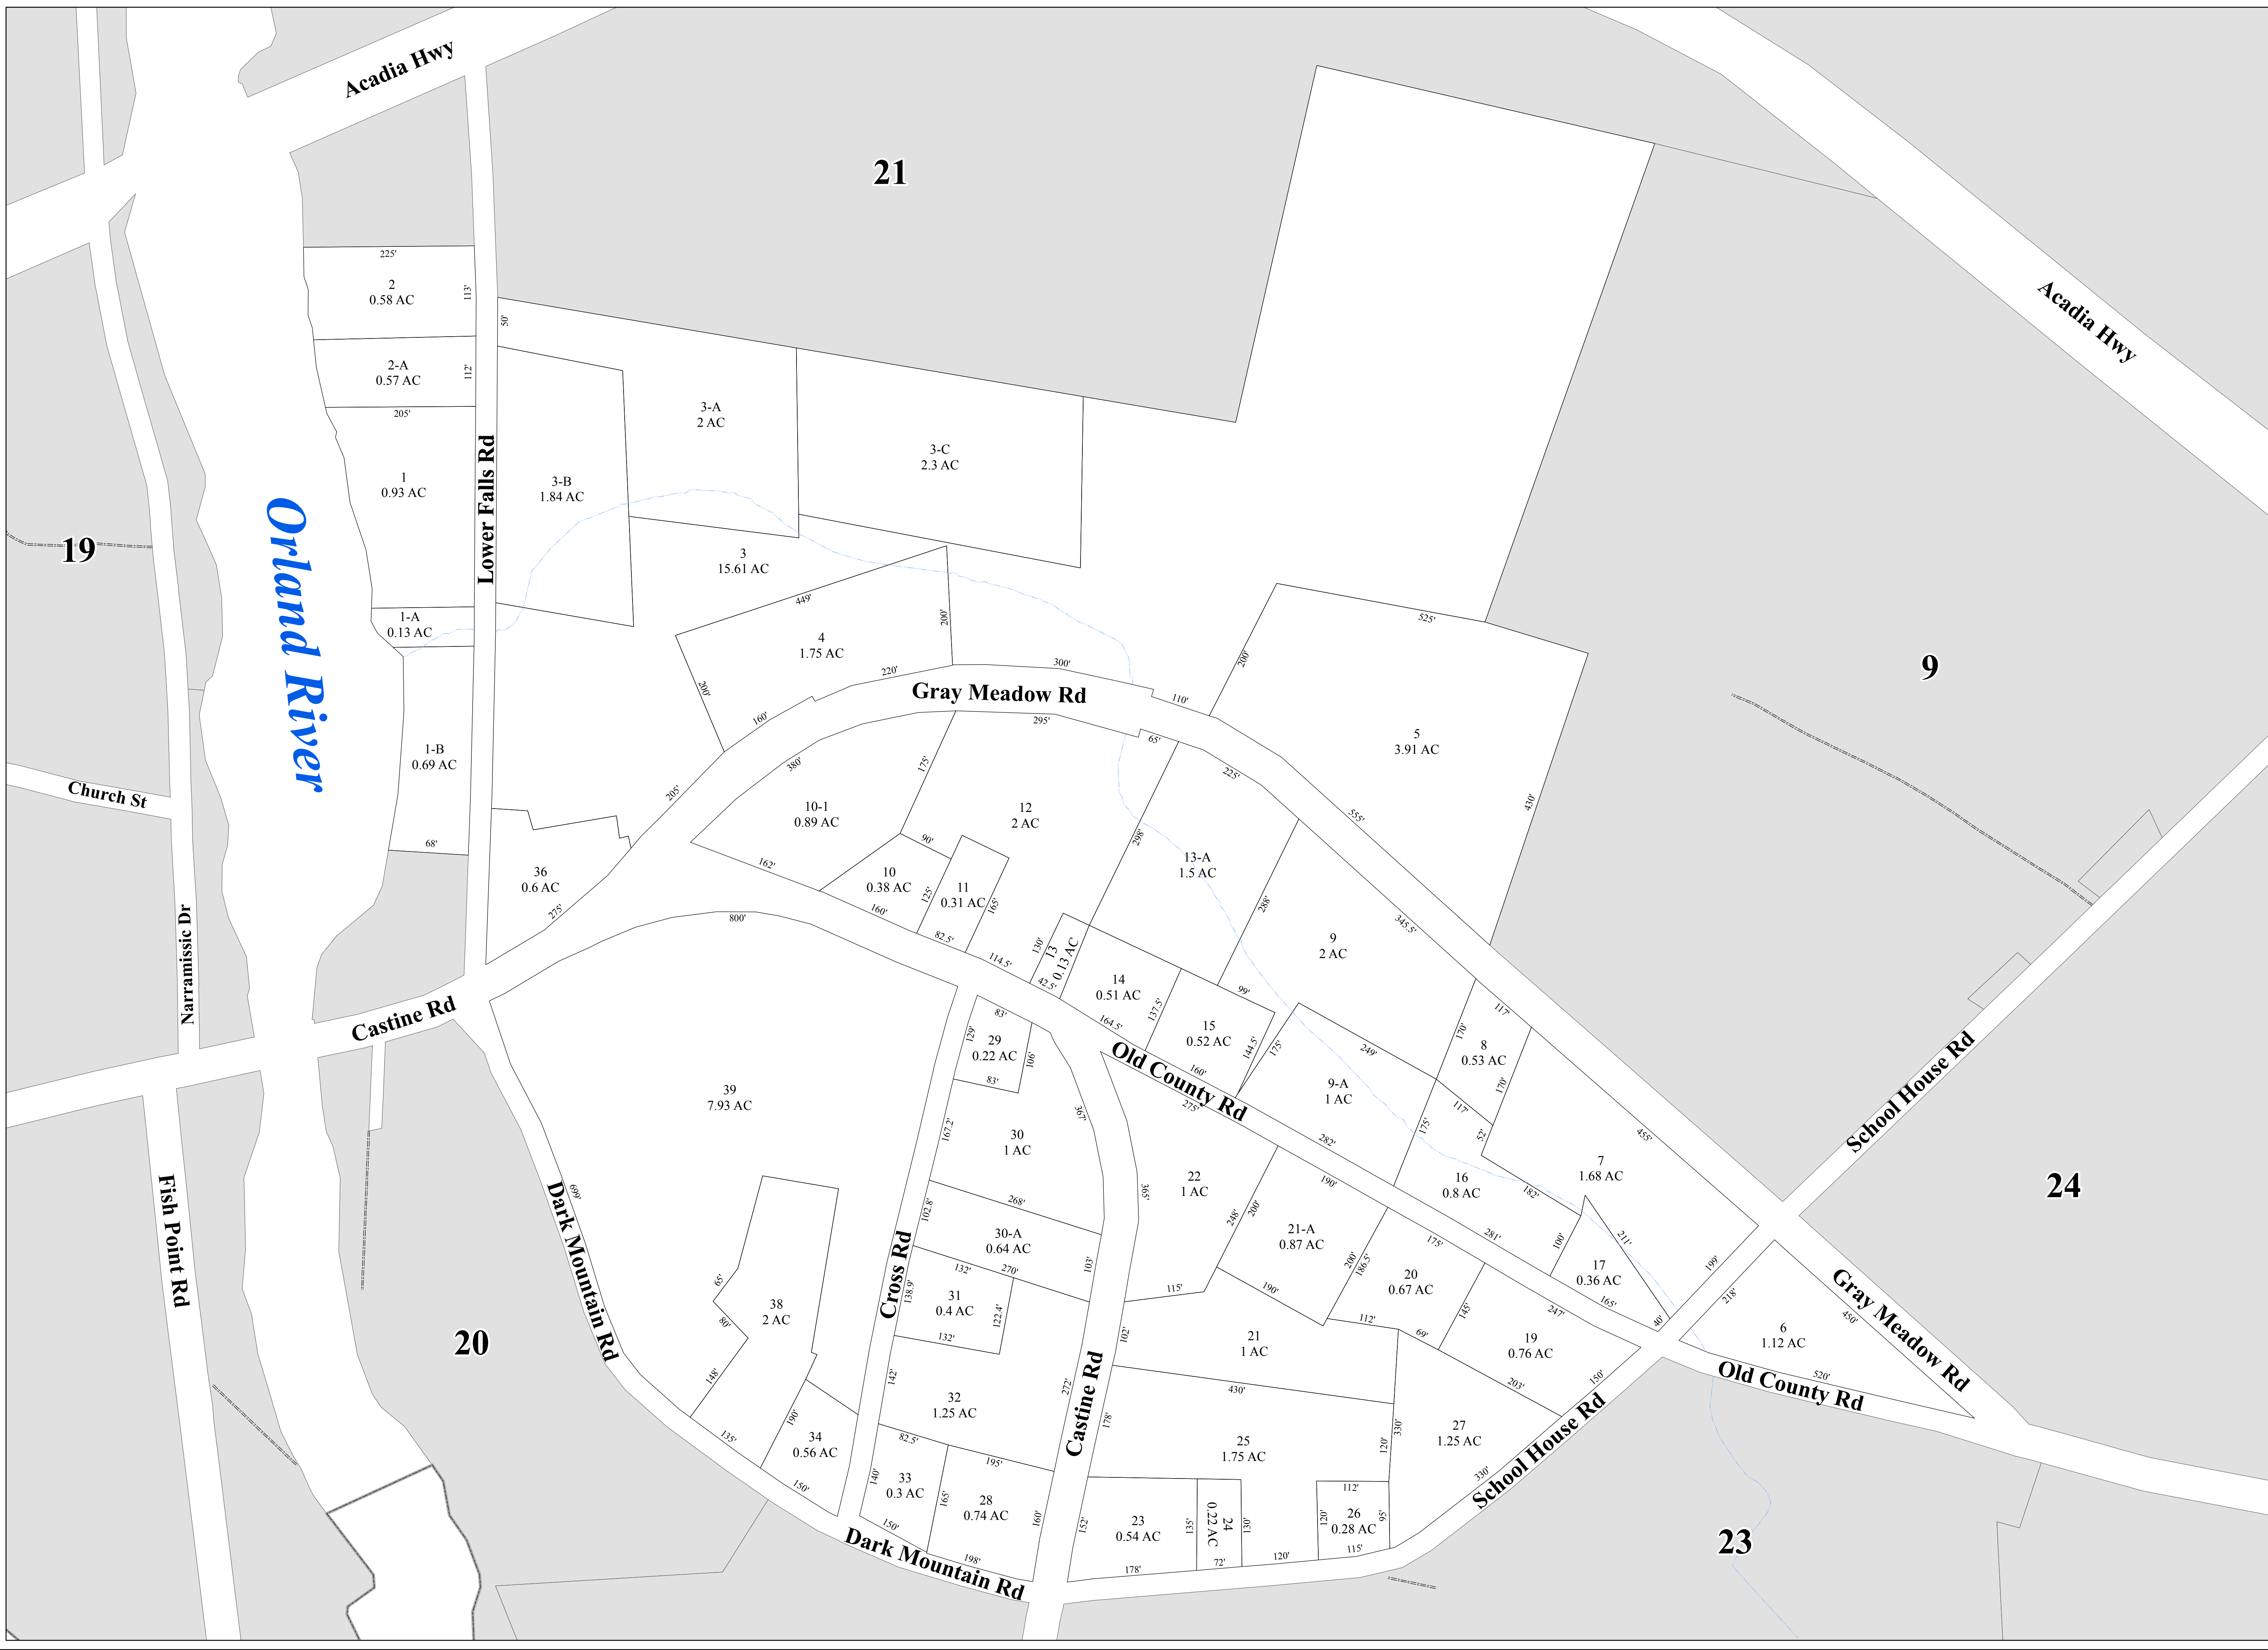 Acadia Hwy
21
225'
2
0.58 AC
113'
50'
2-A
0.57 AC
112'
205'
Acadia Hwy
3-A
2 AC
3-C
2.3 AC
1
0.93 AC
3-B
1.84 AC
Lower Falls Rd
19
Orland River
3
15.61 AC
449'
200'
1-A
0.13 AC
4
1.75 AC
525'
200'
9
200'
220'
300'
Gray Meadow Rd
110'
160'
295'
65'
5
3.91 AC
1-B
0.69 AC
380'
175'
225'
205'
Church St
10-1
0.89 AC
12
2 AC
555'
430'
68'
298'
90'
13-A
1.5 AC
36
0.6 AC
162'
10
0.38 AC
125'
11
0.31 AC
165'
288'
275'
800'
160'
345.5'
82.5'
130'
13
0.13 AC
9
2 AC
114.5'
42.5'
14
0.51 AC
99'
Narramissic Dr
Castine Rd
137.5'
117'
83'
129'
164.5'
15
0.52 AC
144.5'
170'
29
0.22 AC
106'
175'
249'
8
0.53 AC
School House Rd
83'
Old County Rd
160'
9-A
1 AC
170'
39
7.93 AC
275'
117'
367'
167.2'
282'
175'
52'
455'
30
1 AC
7
1.68 AC
24
Fish Point Rd
Dark Mountain Rd
699'
365'
22
1 AC
190'
16
0.8 AC
182'
268'
102.8'
248'
200'
30-A
0.64 AC
21-A
0.87 AC
281'
100'
211'
175'
103'
200'
186.5'
199'
Cross Rd
132'
270'
65'
138.9'
115'
190'
20
0.67 AC
17
0.36 AC
165'
218'
Gray Meadow Rd
31
0.4 AC
122.4'
38
2 AC
80'
145'
247'
40'
450'
6
1.12 AC
20
132'
102'
112'
69'
21
1 AC
19
0.76 AC
142'
148'
Castine Rd
272'
430'
203'
150'
520'
Old County Rd
32
1.25 AC
178'
190'
135'
34
0.56 AC
82.5'
25
1.75 AC
120'
330'
27
1.25 AC
School House Rd
195'
140'
33
0.3 AC
165'
330'
150'
28
0.74 AC
112'
150'
160'
152'
23
0.54 AC
135'
24
0.22 AC
130'
120'
26
0.28 AC
95'
23
Dark Mountain Rd
198'
178'
72'
120'
115'